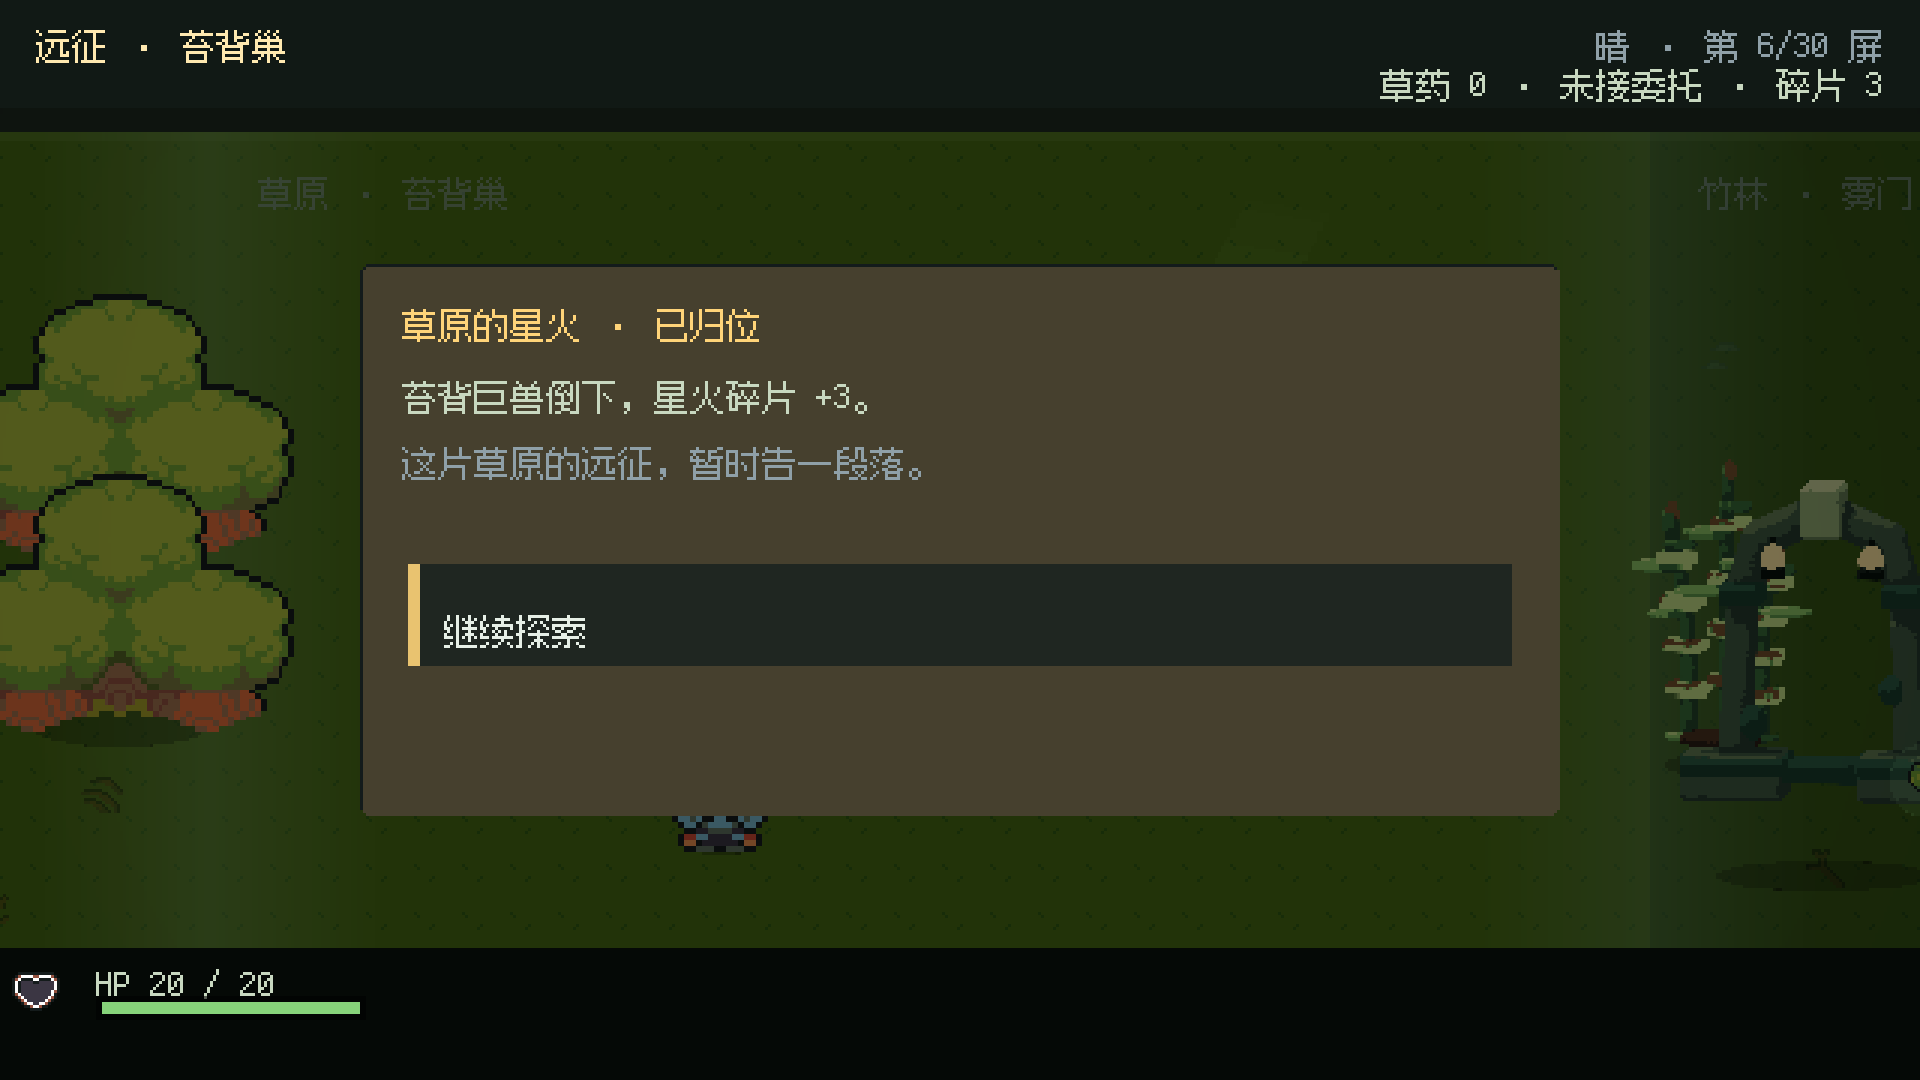 远征 · 苔背巢
晴 · 第 6/30 屏
草药 0 · 未接委托 · 碎片 3
草原 · 苔背巢
竹林 · 雾门
草原的星火 · 已归位
苔背巨兽倒下，星火碎片 +3。
这片草原的远征，暂时告一段落。
继续探索
HP 20 / 20